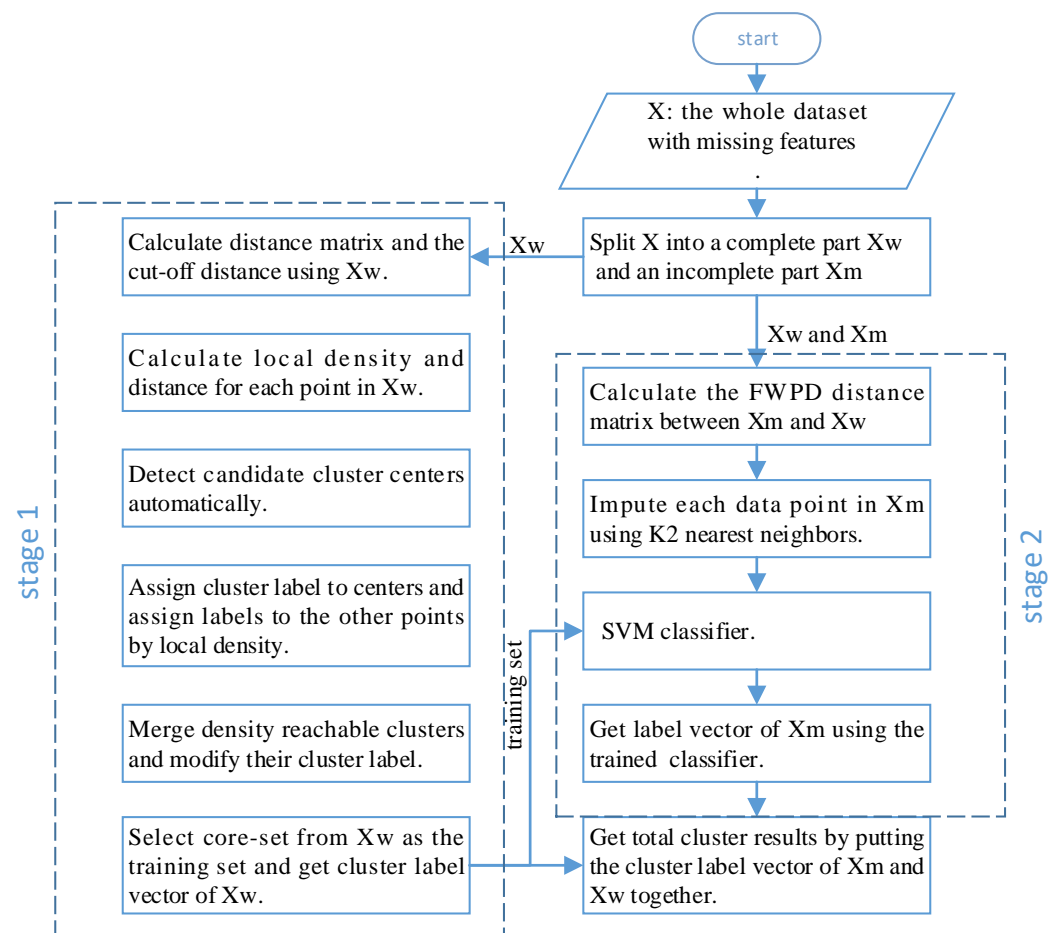 start
X: the whole dataset
with missing features
.
Split X into a complete part Xw
and an incomplete part Xm
Xw
Xw and Xm
stage 1
Calculate distance matrix and the
cut-off distance using Xw.
Calculate local density and
distance for each point in Xw.
Detect candidate cluster centers
automatically.
Assign cluster label to centers and
assign labels to the other points
by local density.
Merge density reachable clusters
and modify their cluster label.
Select core-set from Xw as the
training set and get cluster label
vector of Xw.
training set
stage 2
Calculate the FWPD distance
matrix between Xm and Xw
Impute each data point in Xm
using K2 nearest neighbors.
SVM classifier.
Get label vector of Xm using the
trained classifier.
Get total cluster results by putting
the cluster label vector of Xm and
Xw together.